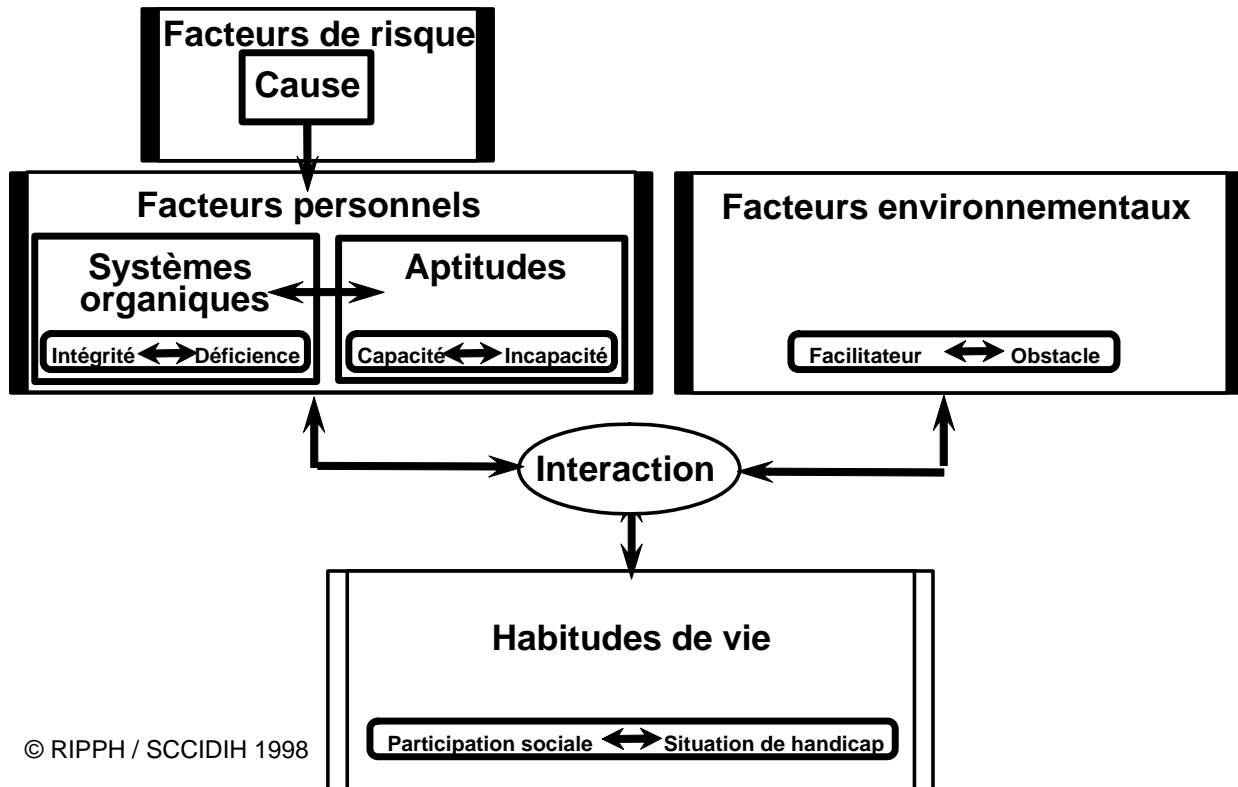 Facteurs de risque
Cause
Facteurs personnels
Systèmes
organiques
Intégrité Déficience
Aptitudes
Capacité Incapacité
Facteurs environnementaux
Facilitateur Obstacle
Interaction
Habitudes de vie
Participation sociale Situation de handicap
© RIPPH / SCCIDIH 1998